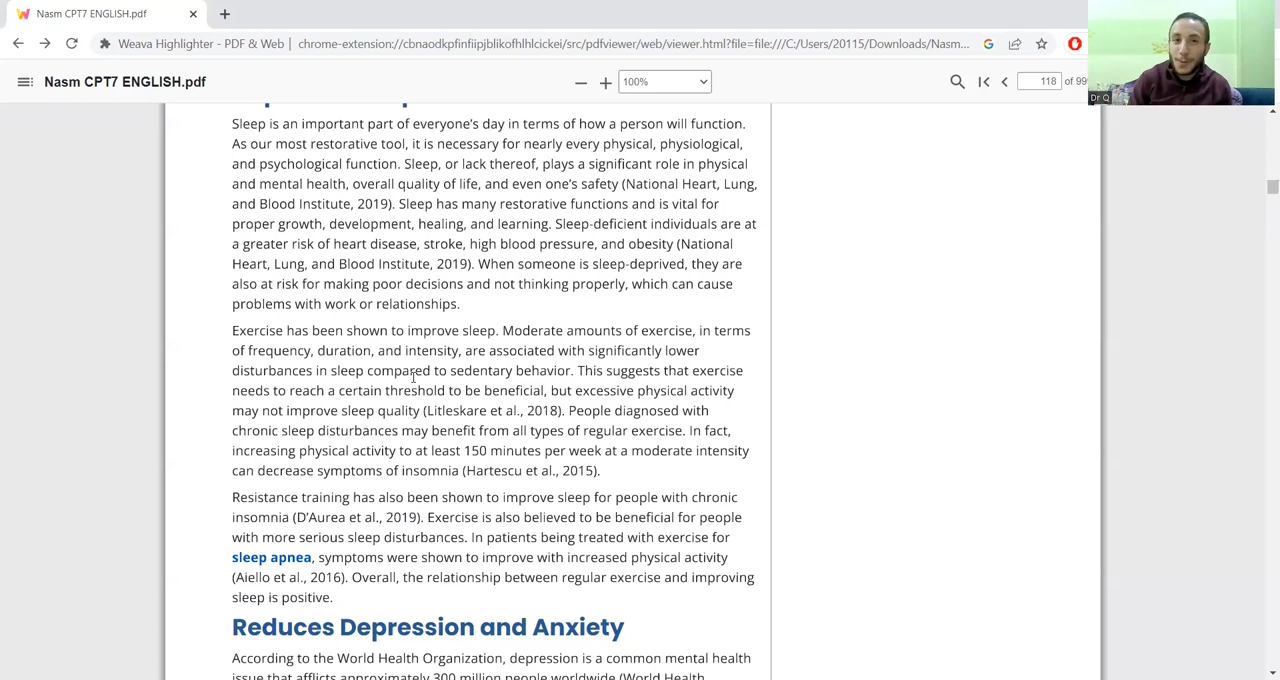 Nasm CPT7 ENGLISH.pdf
Weava Highlighter - PDF & Web | chrome-extension://cbnaodkpfinfiipjblikofhlhlcickei/src/pdfviewer/web/viewer.html?file=file:///C:/Users/20115/Downloads/Nasm...
Nasm CPT7 ENGLISH.pdf
100%
118 of 99
Dr Q
Sleep is an important part of everyone's day in terms of how a person will function.
As our most restorative tool, it is necessary for nearly every physical, physiological,
and psychological function. Sleep, or lack thereof, plays a significant role in physical
and mental health, overall quality of life, and even one's safety (National Heart, Lung,
and Blood Institute, 2019). Sleep has many restorative functions and is vital for
proper growth, development, healing, and learning. Sleep-deficient individuals are at
a greater risk of heart disease, stroke, high blood pressure, and obesity (National
Heart, Lung, and Blood Institute, 2019). When someone is sleep-deprived, they are
also at risk for making poor decisions and not thinking properly, which can cause
problems with work or relationships.
Exercise has been shown to improve sleep. Moderate amounts of exercise, in terms
of frequency, duration, and intensity, are associated with significantly lower
disturbances in sleep compared to sedentary behavior. This suggests that exercise
needs to reach a certain threshold to be beneficial, but excessive physical activity
may not improve sleep quality (Litleskare et al., 2018). People diagnosed with
chronic sleep disturbances may benefit from all types of regular exercise. In fact,
increasing physical activity to at least 150 minutes per week at a moderate intensity
can decrease symptoms of insomnia (Hartescu et al., 2015).
Resistance training has also been shown to improve sleep for people with chronic
insomnia (D'Aurea et al., 2019). Exercise is also believed to be beneficial for people
with more serious sleep disturbances. In patients being treated with exercise for
sleep apnea, symptoms were shown to improve with increased physical activity
(Aiello et al., 2016). Overall, the relationship between regular exercise and improving
sleep is positive.
Reduces Depression and Anxiety
According to the World Health Organization, depression is a common mental health
issue that afflicts approximately 300 million people worldwide (World Health